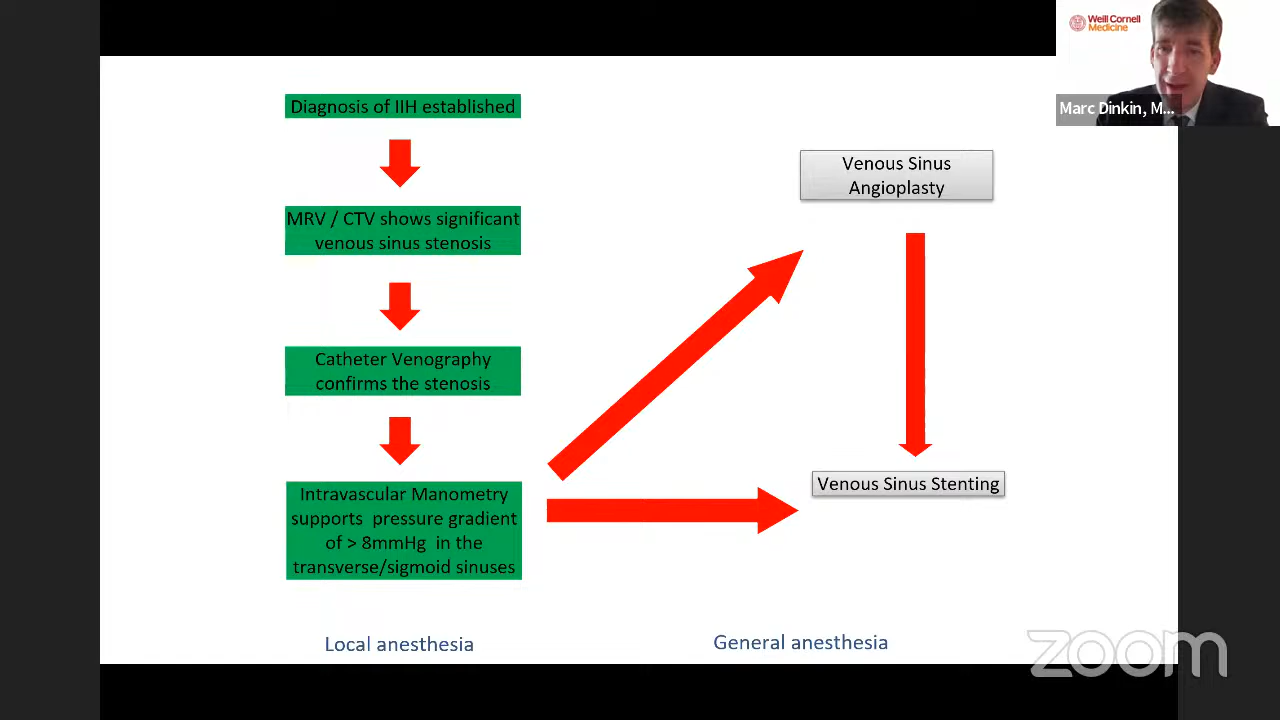 Weill Cornell
Medicine
Marc Dinkin, M...
Diagnosis of IIH established
MRV / CTV shows significant
venous sinus stenosis
Catheter Venography
confirms the stenosis
Intravascular Manometry
supports pressure gradient
of > 8mmHg in the
transverse/sigmoid sinuses
Venous Sinus
Angioplasty
Venous Sinus Stenting
Local anesthesia
General anesthesia
zoom